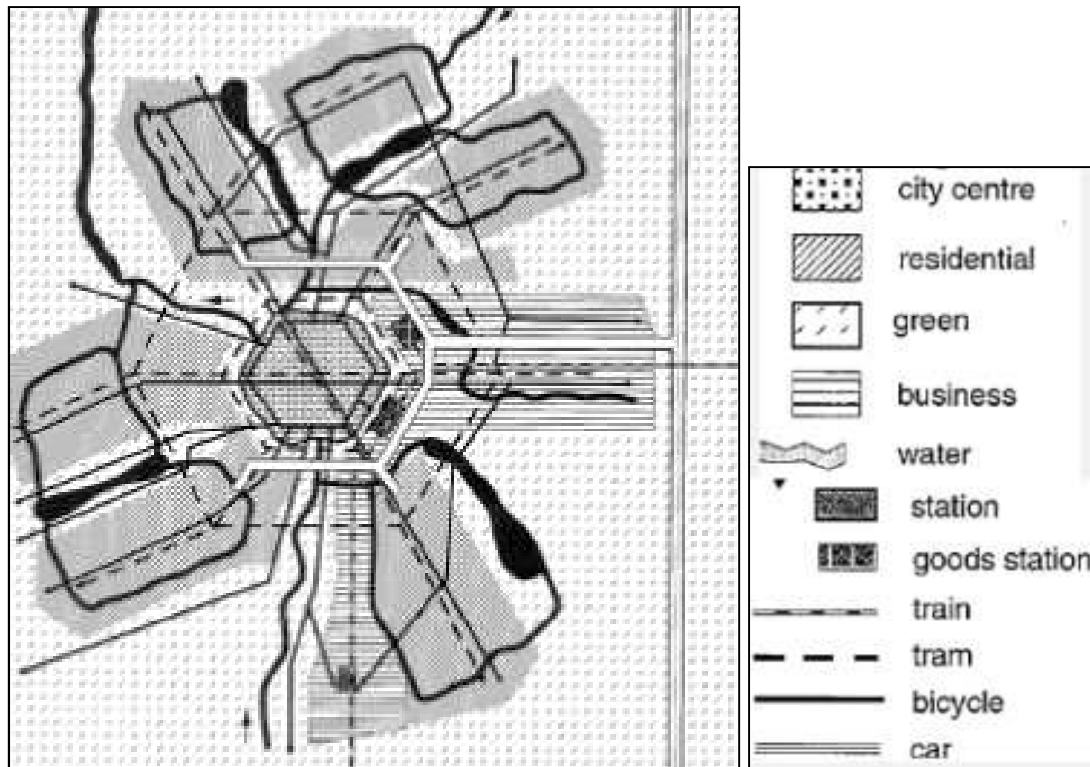 city centre
residential
green
business
water
station
goods station
train
tram
bicycle
car